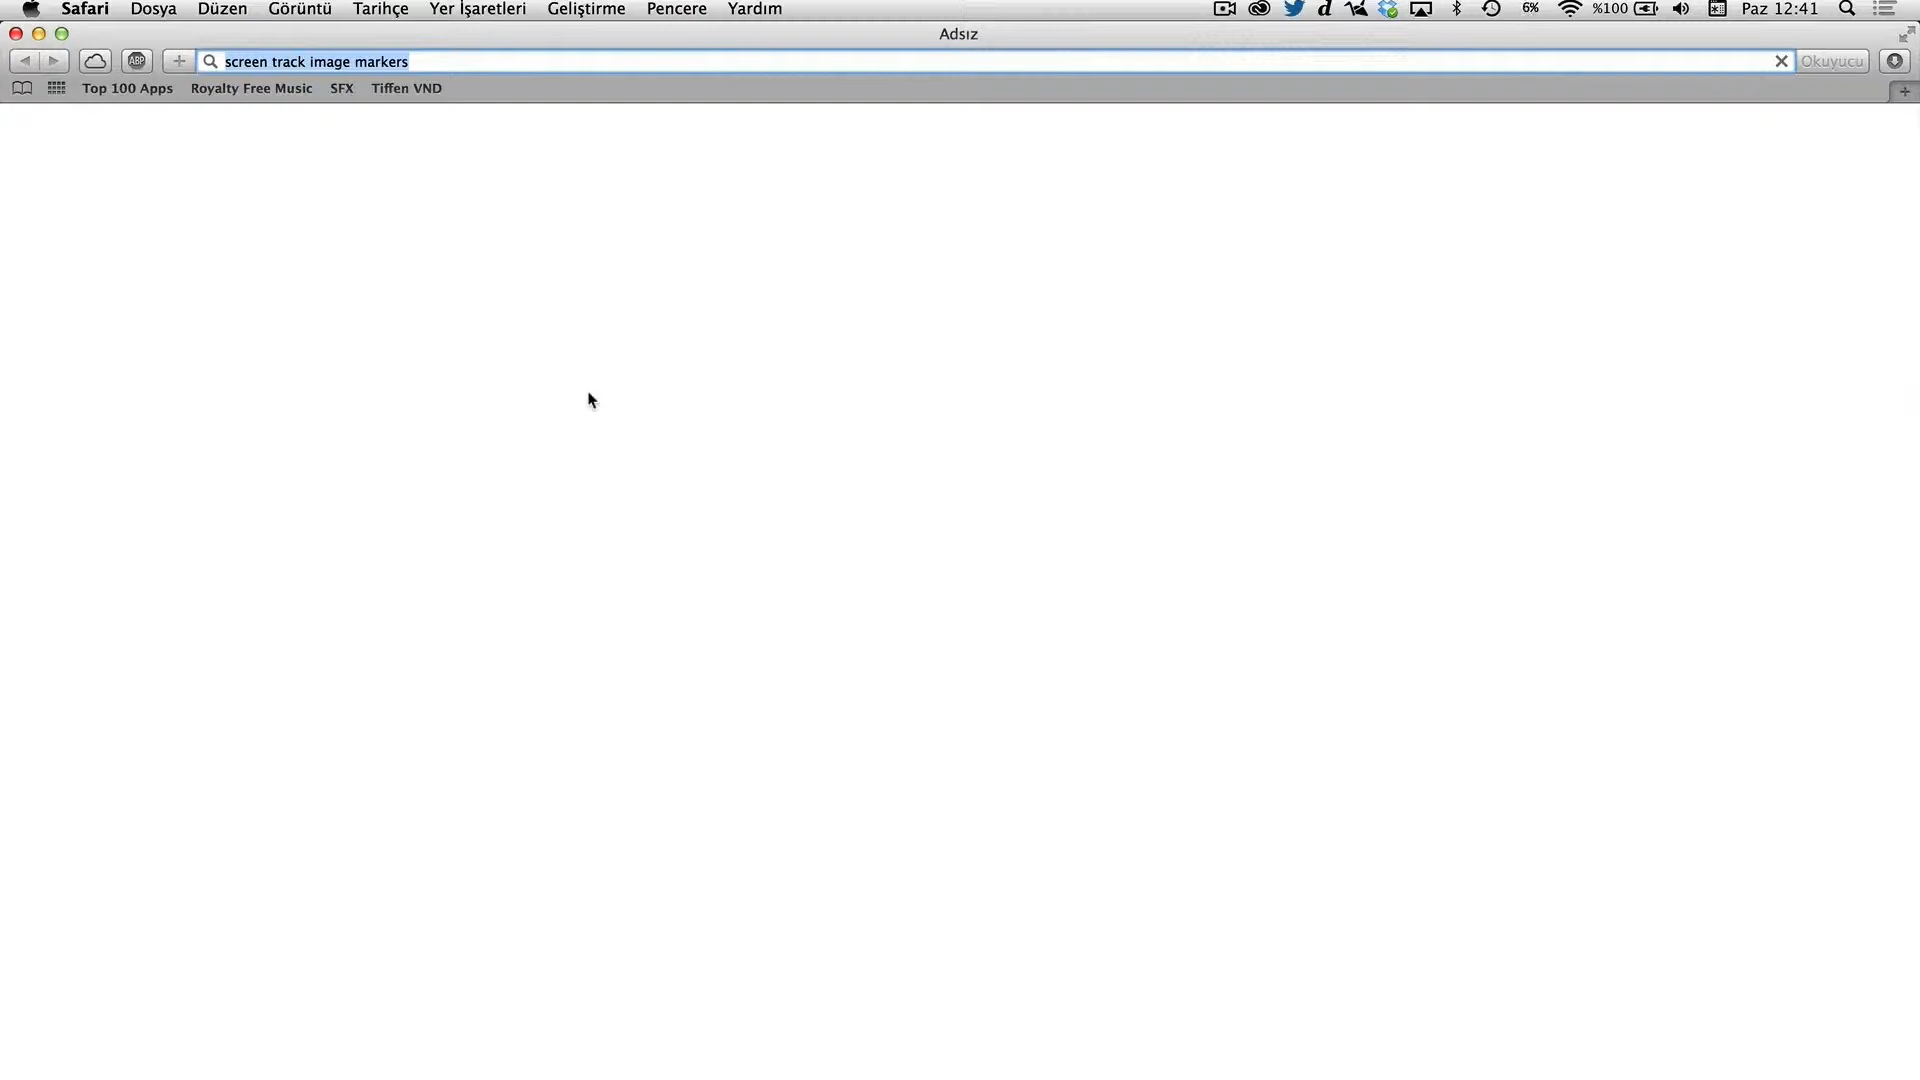 Safari Dosya Düzen Görüntü Tarihçe Yer İşaretleri Geliştirme Pencere Yardım 6% %100 Paz 12:41
Adsız
ABP screen track image markers Okuyucu
Top 100 Apps Royalty Free Music SFX Tiffen VND